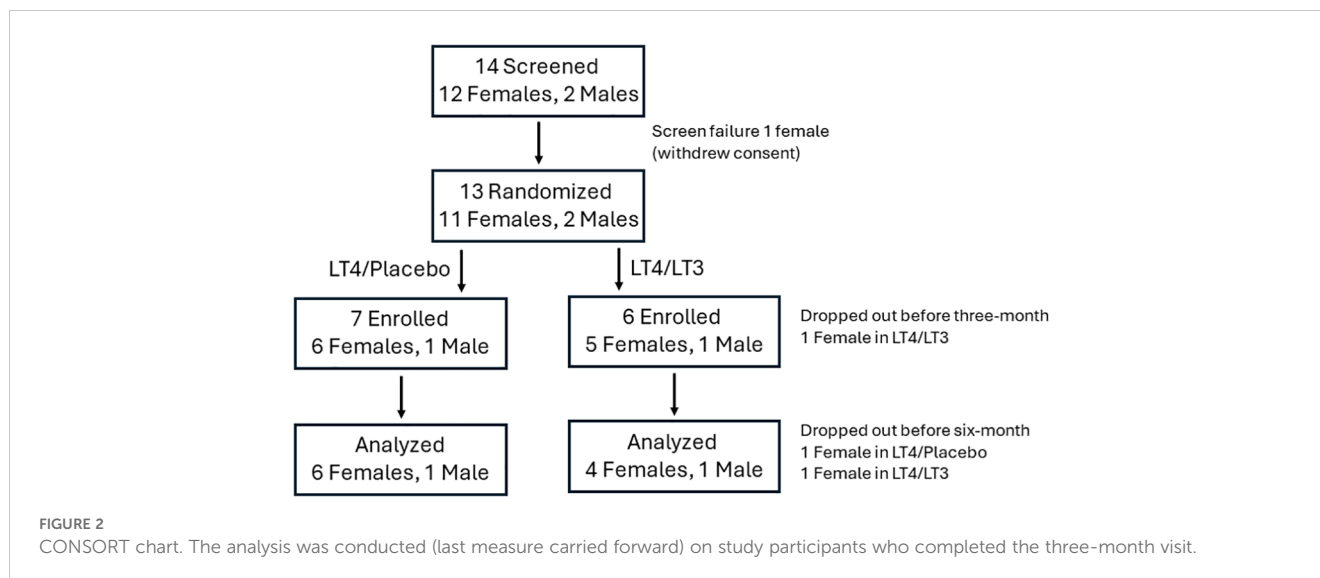 14 Screened
12 Females, 2 Males
Screen failure 1 female
(withdrew consent)
13 Randomized
11 Females, 2 Males
LT4/Placebo
LT4/LT3
7 Enrolled
6 Females, 1 Male
6 Enrolled
5 Females, 1 Male
Dropped out before three-month
1 Female in LT4/LT3
Analyzed
6 Females, 1 Male
Analyzed
4 Females, 1 Male
Dropped out before six-month
1 Female in LT4/Placebo
1 Female in LT4/LT3
FIGURE 2
CONSORT chart. The analysis was conducted (last measure carried forward) on study participants who completed the three-month visit.